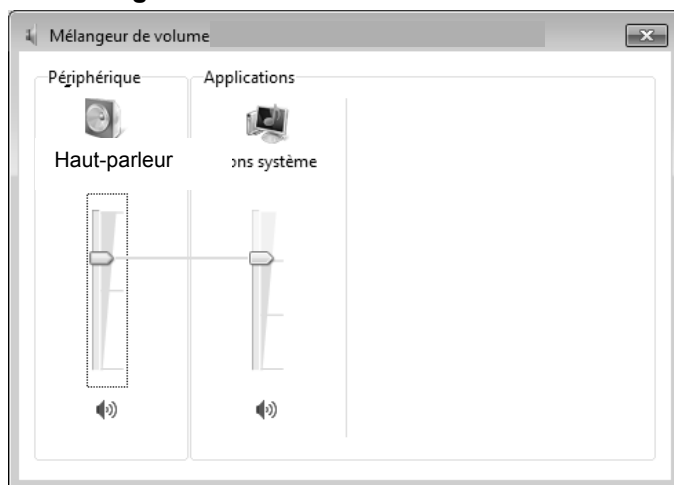 Mélangeur de volume
Périphérique
Applications
Haut-parleur
ons système